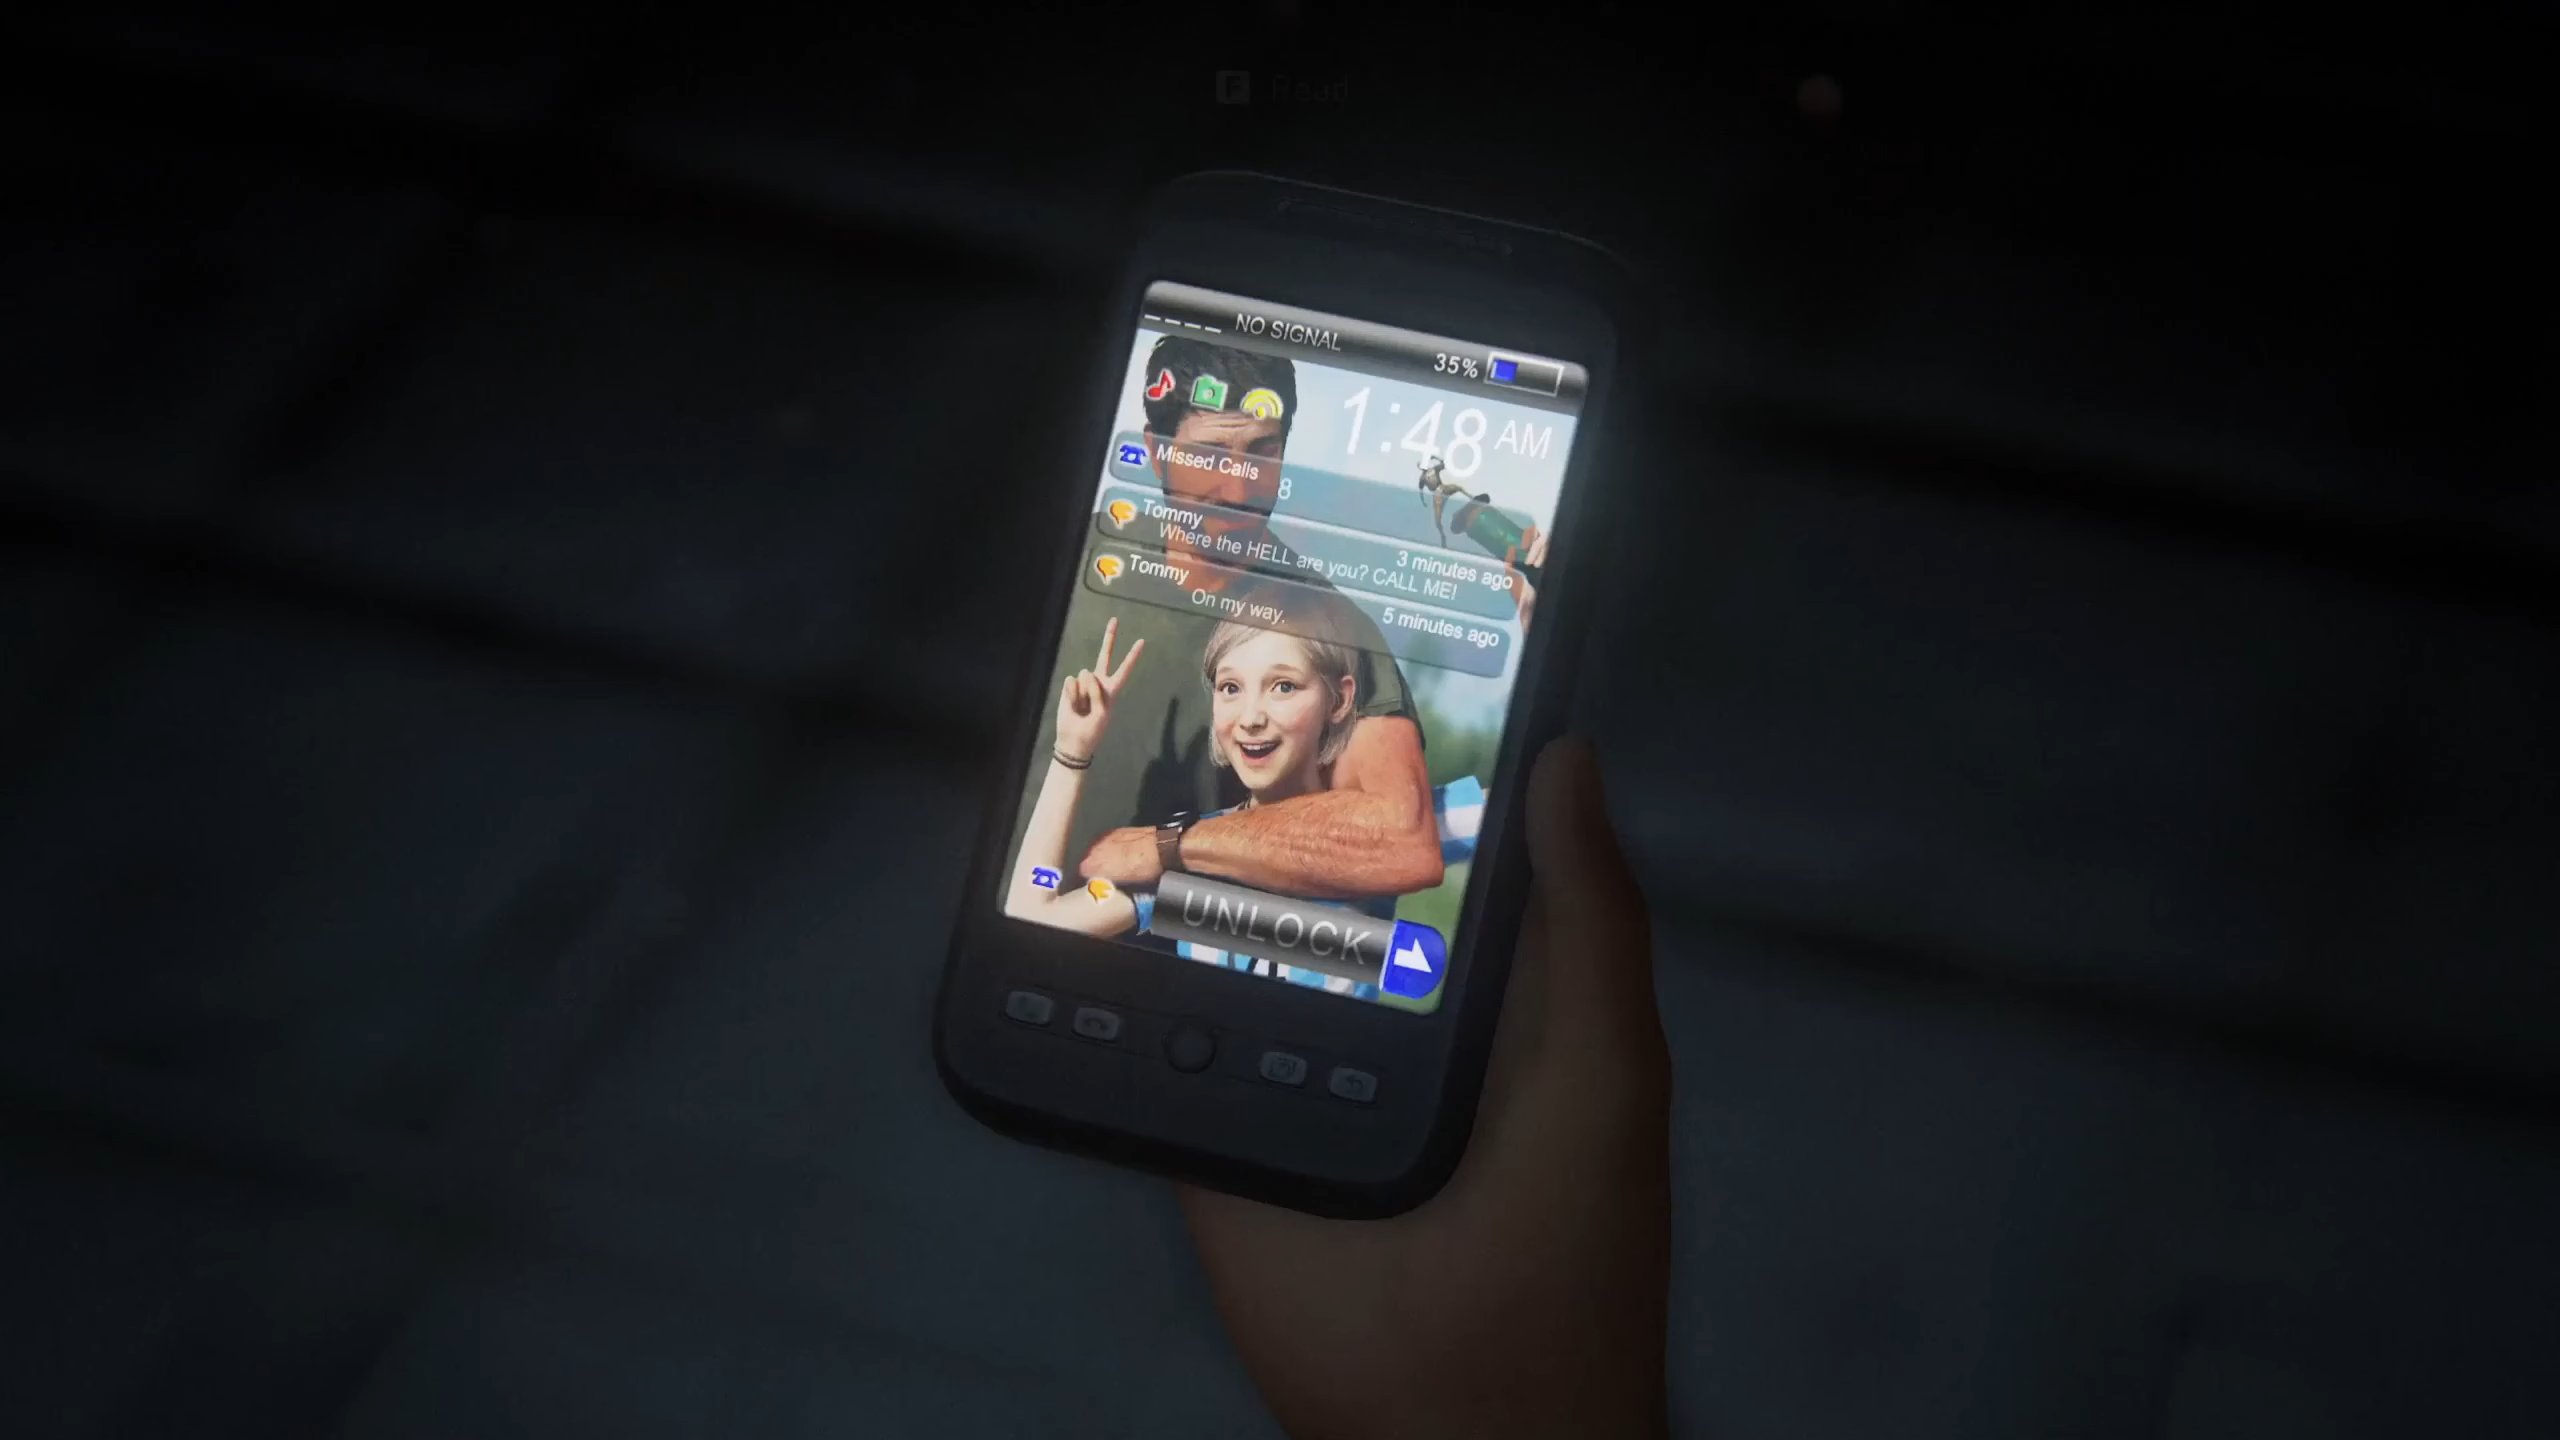 F Read
NO SIGNAL
35%
1:48 AM
Missed Calls
8
Tommy
3 minutes ago
Where the HELL are you? CALL ME!
Tommy
5 minutes ago
On my way.
UNLOCK